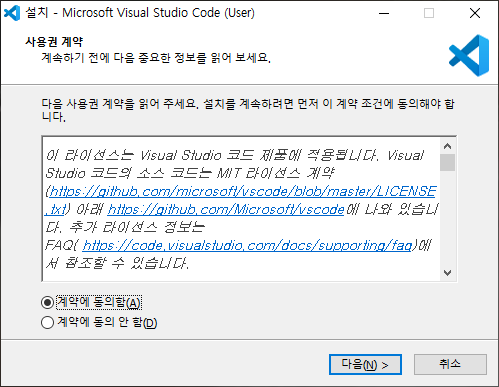 설치 - Microsoft Visual Studio Code (User)
사용권 계약
계속하기 전에 다음 중요한 정보를 읽어 보세요.
다음 사용권 계약을 읽어 주세요. 설치를 계속하려면 먼저 이 계약 조건에 동의해야 합
니다.
이 라이선스는 Visual Studio 코드 제품에 적용됩니다. Visual
Studio 코드의 소스 코드는 MIT 라이선스 계약
(https://github.com/microsoft/vscode/blob/master/LICENSE
.txt) 아래 https://github.com/Microsoft/vscode에 나와 있습니
다. 추가 라이선스 정보는
FAQ( https://code.visualstudio.com/docs/supporting/faq)에
서 참조할 수 있습니다.
계약에 동의함(A)
계약에 동의 안 함(D)
다음(N) >
취소